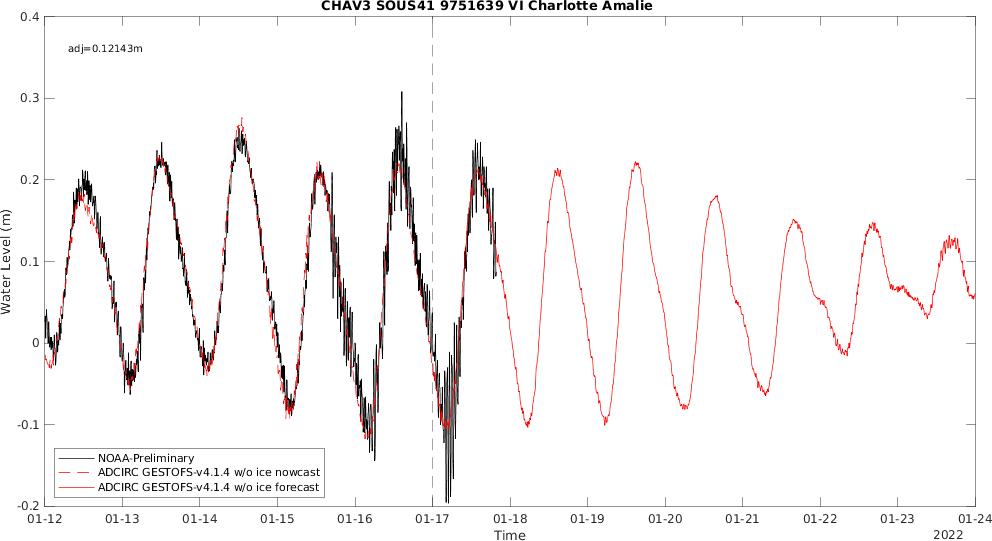 CHAV3 SOUS41 9751639 VI Charlotte Amalie
adj=0.12143m
Water Level (m)
0.4
0.3
0.2
0.1
0
-0.1
-0.2
NOAA-Preliminary
ADCIRC GESTOFS-v4.1.4 w/o ice nowcast
ADCIRC GESTOFS-v4.1.4 w/o ice forecast
01-12 01-13 01-14 01-15 01-16 01-17 01-18 01-19 01-20 01-21 01-22 01-23 01-24
Time
2022